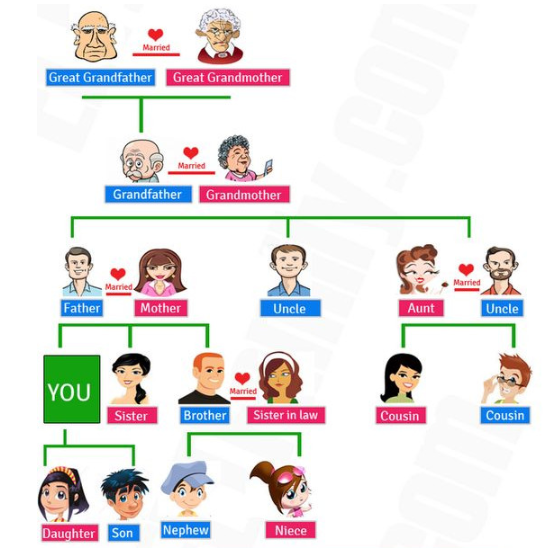 Married
Great Grandfather Great Grandmother
Married
Grandfather Grandmother
Married Married
Father Mother Uncle Aunt Uncle
YOU Married
Sister Brother Sister in law Cousin Cousin
Daughter Son Nephew Niece